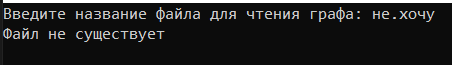 Введите название файла для чтения графа: не.хочу
Файл не существует